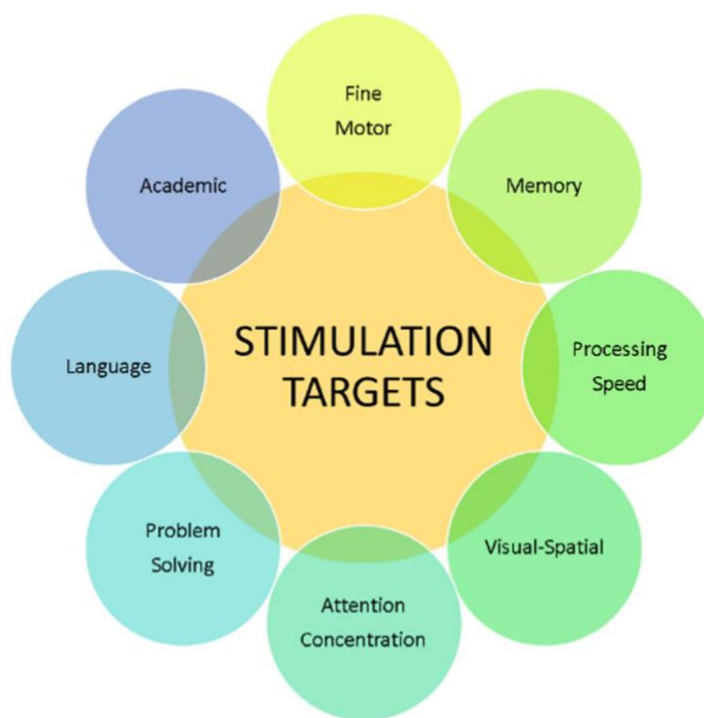 Fine
Motor
Academic
Memory
STIMULATION
TARGETS
Language
Processing
Speed
Problem
Solving
Visual-Spatial
Attention
Concentration